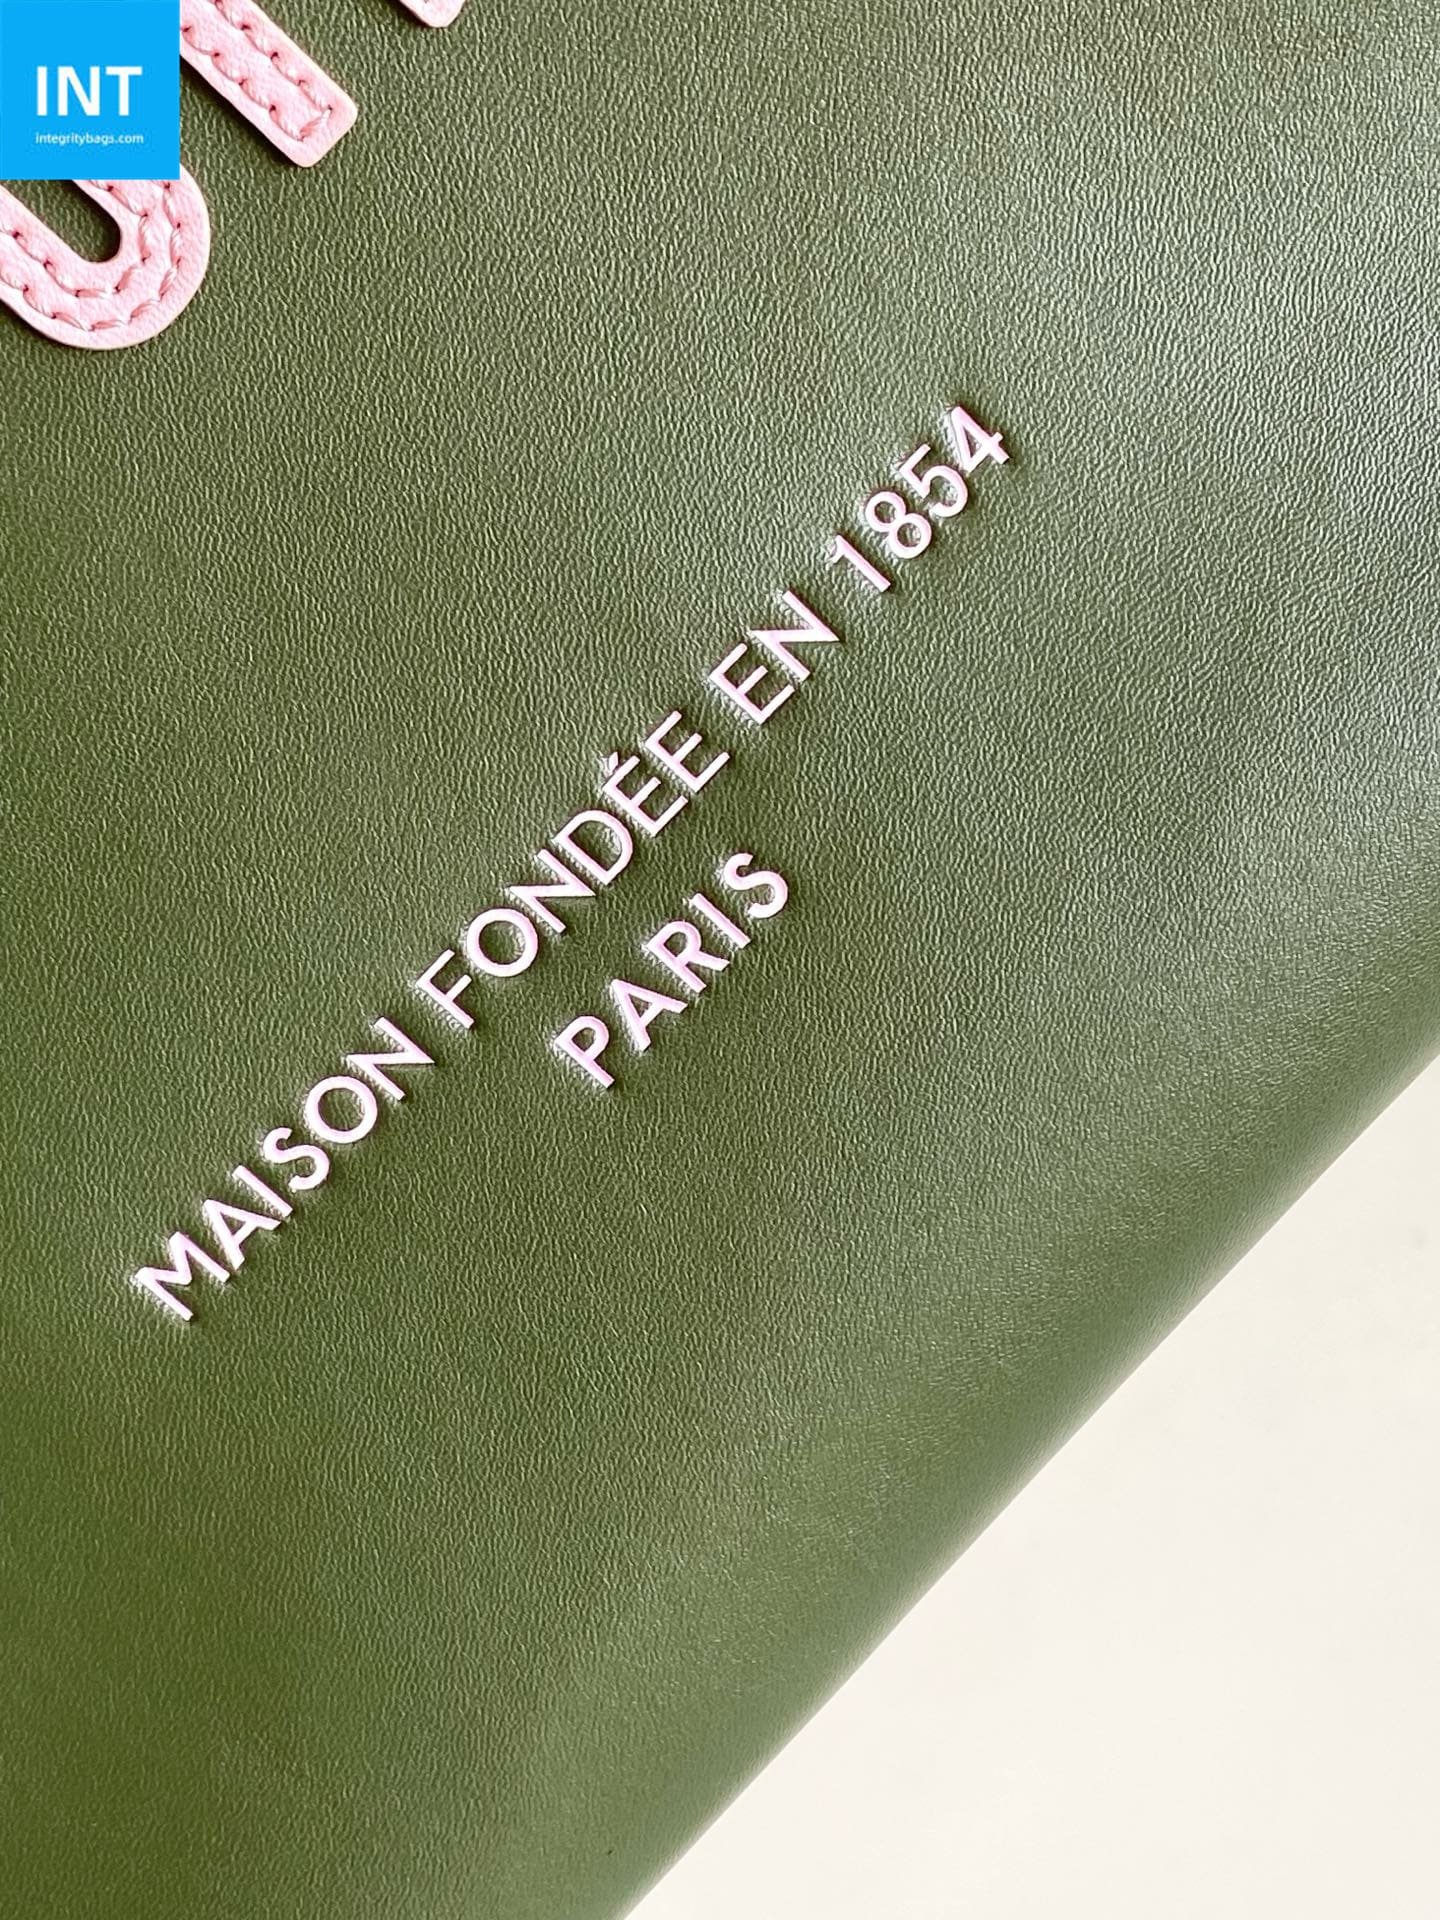 INT
integritybags.com
MAISON FONDÉE EN 1854
PARIS